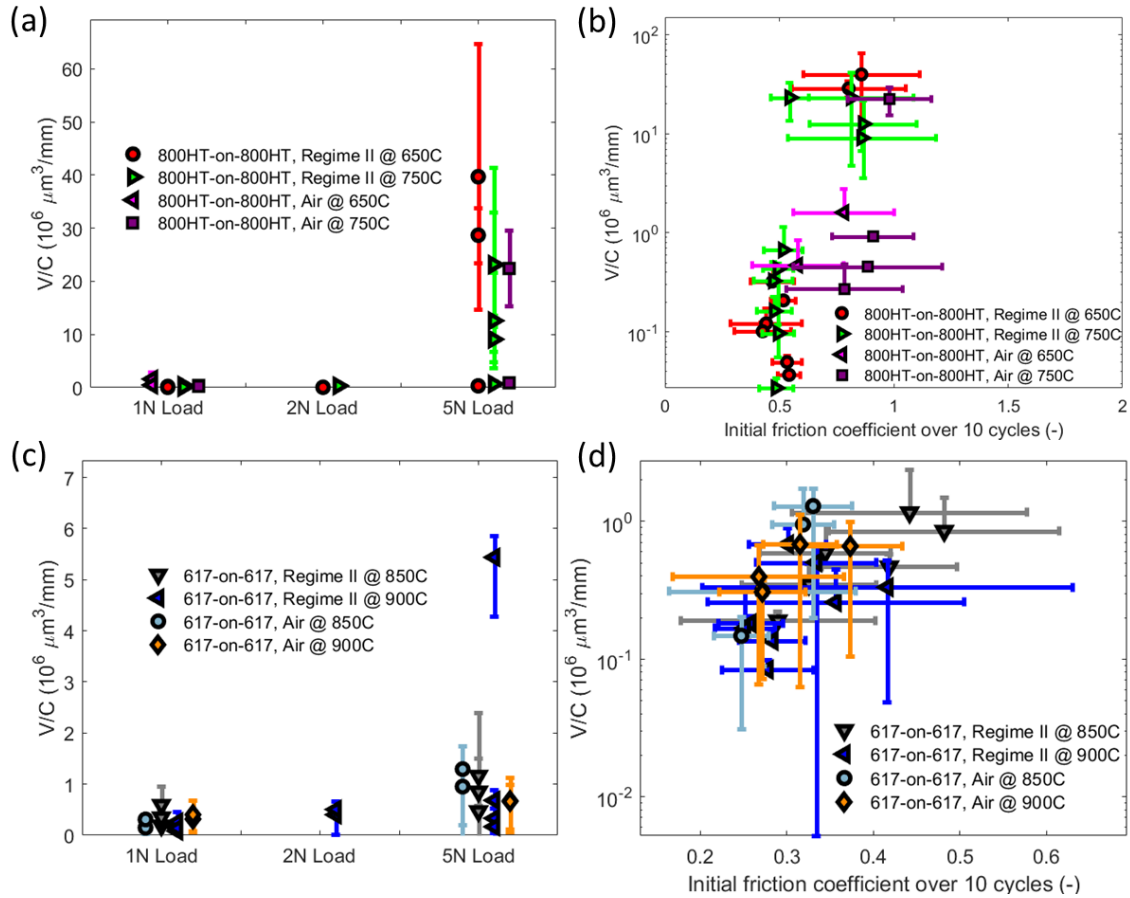 (a)
V/C (10⁶ μm³/mm)
60
50
40
30
20
10
0
800HT-on-800HT, Regime II @ 650C
800HT-on-800HT, Regime II @ 750C
800HT-on-800HT, Air @ 650C
800HT-on-800HT, Air @ 750C
1N Load 2N Load 5N Load
(b)
V/C (10⁶ μm³/mm)
10²
10¹
10⁰
10⁻¹
800HT-on-800HT, Regime II @ 650C
800HT-on-800HT, Regime II @ 750C
800HT-on-800HT, Air @ 650C
800HT-on-800HT, Air @ 750C
0 0.5 1 1.5 2
Initial friction coefficient over 10 cycles (-)
(c)
V/C (10⁶ μm³/mm)
7
6
5
4
3
2
1
0
617-on-617, Regime II @ 850C
617-on-617, Regime II @ 900C
617-on-617, Air @ 850C
617-on-617, Air @ 900C
1N Load 2N Load 5N Load
(d)
V/C (10⁶ μm³/mm)
10⁰
10⁻¹
10⁻²
617-on-617, Regime II @ 850C
617-on-617, Regime II @ 900C
617-on-617, Air @ 850C
617-on-617, Air @ 900C
0.2 0.3 0.4 0.5 0.6
Initial friction coefficient over 10 cycles (-)